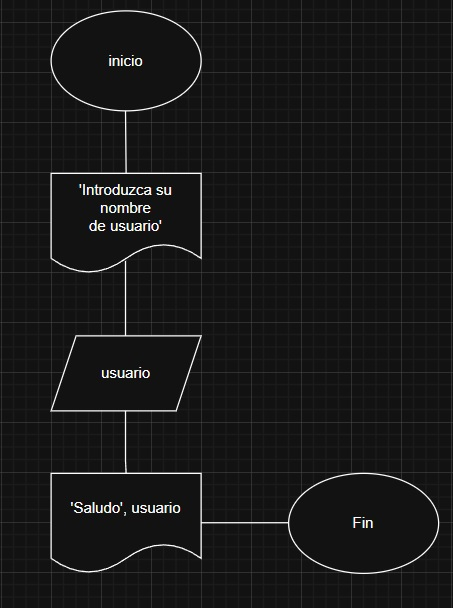 inicio
'Introduzca su
nombre
de usuario'
usuario
'Saludo', usuario
Fin